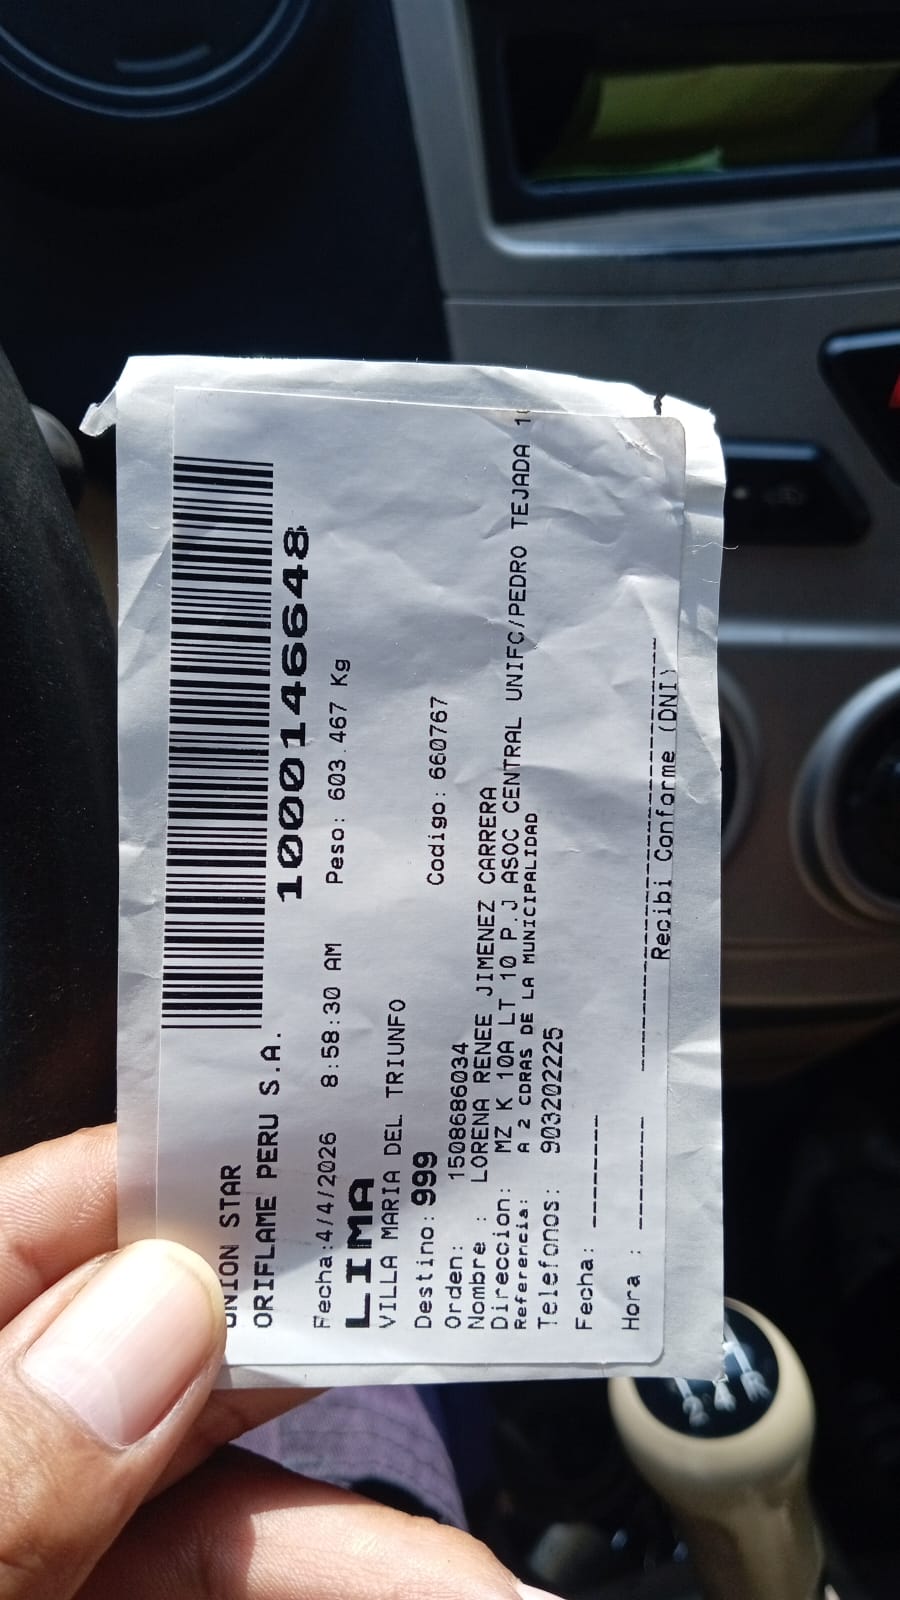 UNION STAR
ORIFLAME PERU S.A.
1000146648
Fecha:4/4/2026 8:58:30 AM Peso: 603.467 Kg
LIMA
VILLA MARIA DEL TRIUNFO
Destino: 999 Codigo: 660767
Orden: 1508686034
Nombre : LORENA RENEE JIMENEZ CARRERA
Direccion: MZ K 10A LT 10 P.J ASOC CENTRAL UNIFC/PEDRO TEJADA
Referencia: A 2 CDRAS DE LA MUNICIPALIDAD
Telefonos: 903202225
Fecha: -------
Hora : -------
Recibi Conforme (DNI)
2 4 R